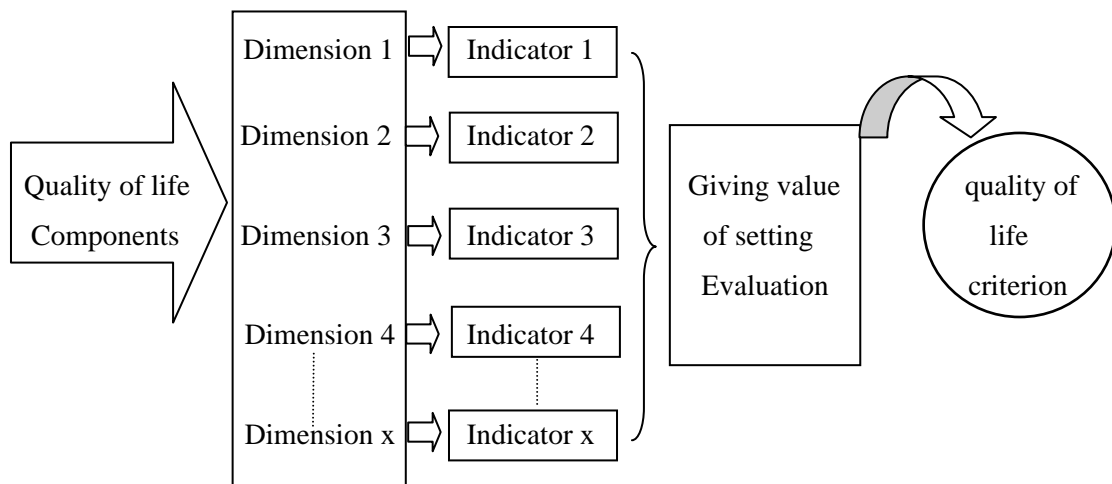 Quality of life
Components
Dimension 1
Indicator 1
Dimension 2
Indicator 2
Dimension 3
Indicator 3
Dimension 4
Indicator 4
Dimension x
Indicator x
Giving value
of setting
Evaluation
quality of
life
criterion